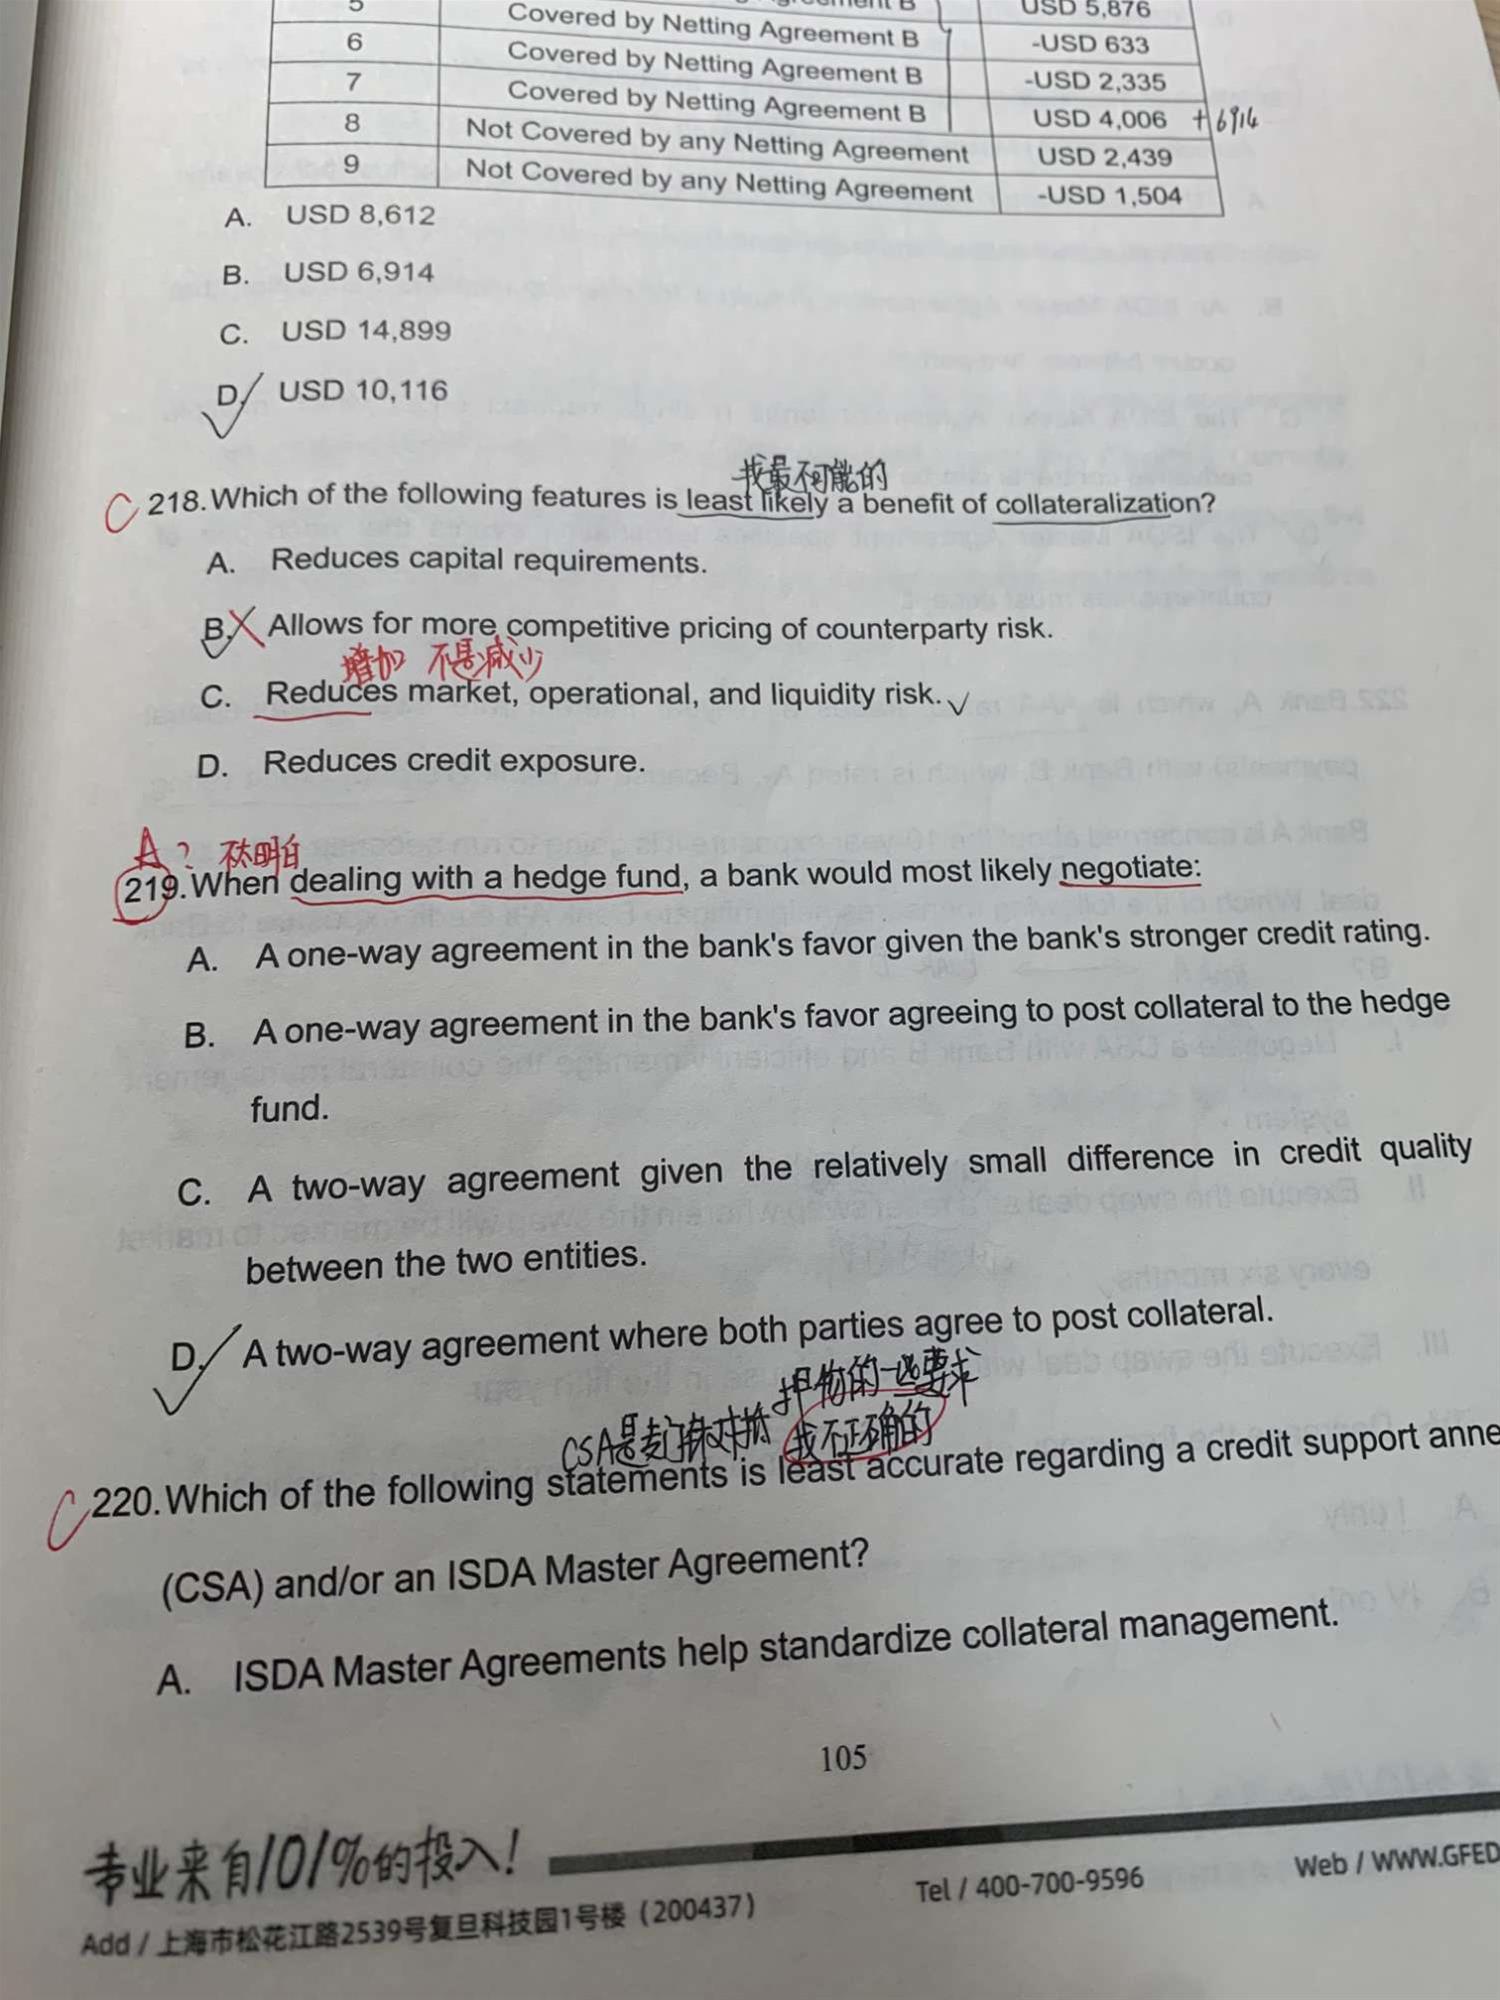 5 USD 5,876
6 Covered by Netting Agreement B -USD 633
7 Covered by Netting Agreement B -USD 2,335
8 Covered by Netting Agreement B USD 4,006 +6914
9 Not Covered by any Netting Agreement USD 2,439
Not Covered by any Netting Agreement -USD 1,504
A. USD 8,612
B. USD 6,914
C. USD 14,899
D. USD 10,116
找最不可能的
C 218.Which of the following features is least likely a benefit of collateralization?
A. Reduces capital requirements.
B. Allows for more competitive pricing of counterparty risk.
增加 不是减少
C. Reduces market, operational, and liquidity risk.
D. Reduces credit exposure.
A? 不太明白
219.When dealing with a hedge fund, a bank would most likely negotiate:
A. A one-way agreement in the bank's favor given the bank's stronger credit rating.
B. A one-way agreement in the bank's favor agreeing to post collateral to the hedge
fund.
C. A two-way agreement given the relatively small difference in credit quality
between the two entities.
D. A two-way agreement where both parties agree to post collateral.
CSA是专门来对抵押物的一些要求
找不正确的
C 220.Which of the following statements is least accurate regarding a credit support anne
(CSA) and/or an ISDA Master Agreement?
A. ISDA Master Agreements help standardize collateral management.
105
专业来自101%的投入!
Add / 上海市松花江路2539号复旦科技园1号楼 (200437)
Tel / 400-700-9596
Web / WWW.GFED